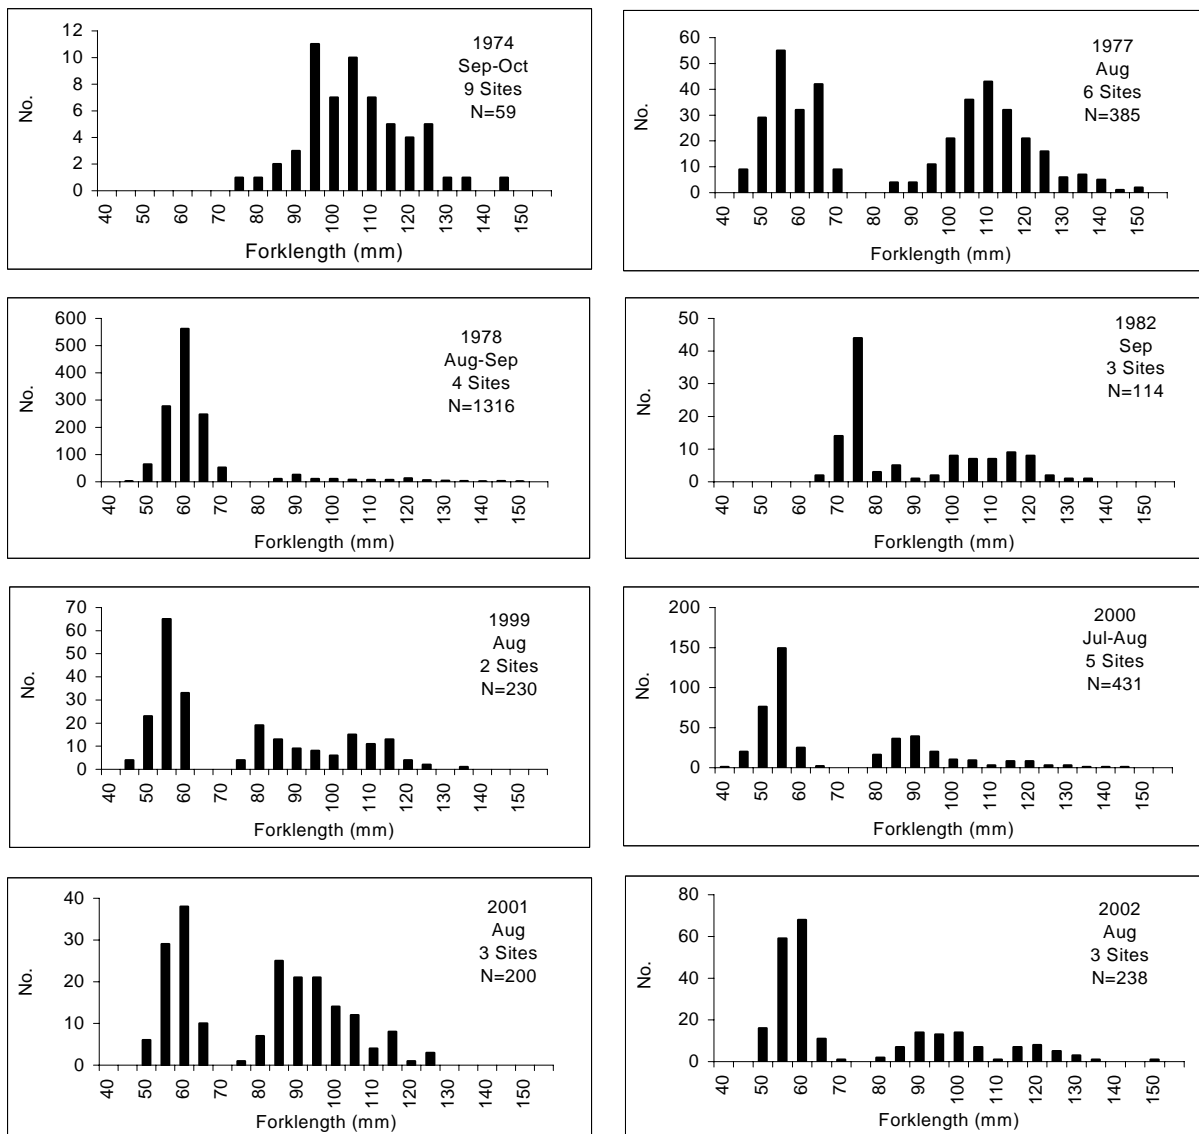 12
10
8
6
4
2
0
No.
1974
Sep-Oct
9 Sites
N=59
40 50 60 70 80 90 100 110 120 130 140 150
Forklength (mm)
60
50
40
30
20
10
0
No.
1977
Aug
6 Sites
N=385
40 50 60 70 80 90 100 110 120 130 140 150
Forklength (mm)
600
500
400
300
200
100
0
No.
1978
Aug-Sep
4 Sites
N=1316
40 50 60 70 80 90 100 110 120 130 140 150
Forklength (mm)
50
40
30
20
10
0
No.
1982
Sep
3 Sites
N=114
40 50 60 70 80 90 100 110 120 130 140 150
Forklength (mm)
70
60
50
40
30
20
10
0
No.
1999
Aug
2 Sites
N=230
40 50 60 70 80 90 100 110 120 130 140 150
Forklength (mm)
200
150
100
50
0
No.
2000
Jul-Aug
5 Sites
N=431
40 50 60 70 80 90 100 110 120 130 140 150
Forklength (mm)
40
30
20
10
0
No.
2001
Aug
3 Sites
N=200
40 50 60 70 80 90 100 110 120 130 140 150
Forklength (mm)
80
60
40
20
0
No.
2002
Aug
3 Sites
N=238
40 50 60 70 80 90 100 110 120 130 140 150
Forklength (mm)